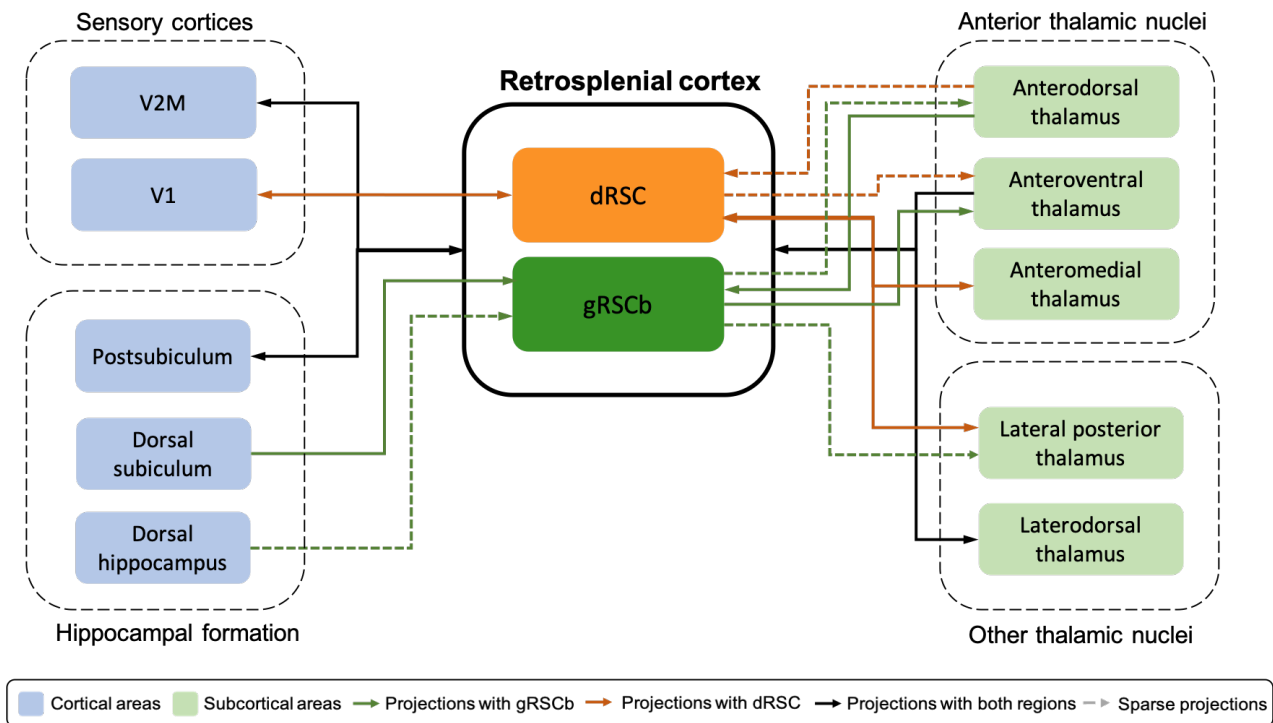 Sensory cortices
V2M
V1
Postsubiculum
Dorsal
subiculum
Dorsal
hippocampus
Hippocampal formation
Retrosplenial cortex
dRSC
gRSCb
Anterior thalamic nuclei
Anterodorsal
thalamus
Anteroventral
thalamus
Anteromedial
thalamus
Lateral posterior
thalamus
Laterodorsal
thalamus
Other thalamic nuclei
Cortical areas Subcortical areas Projections with gRSCb Projections with dRSC Projections with both regions Sparse projections